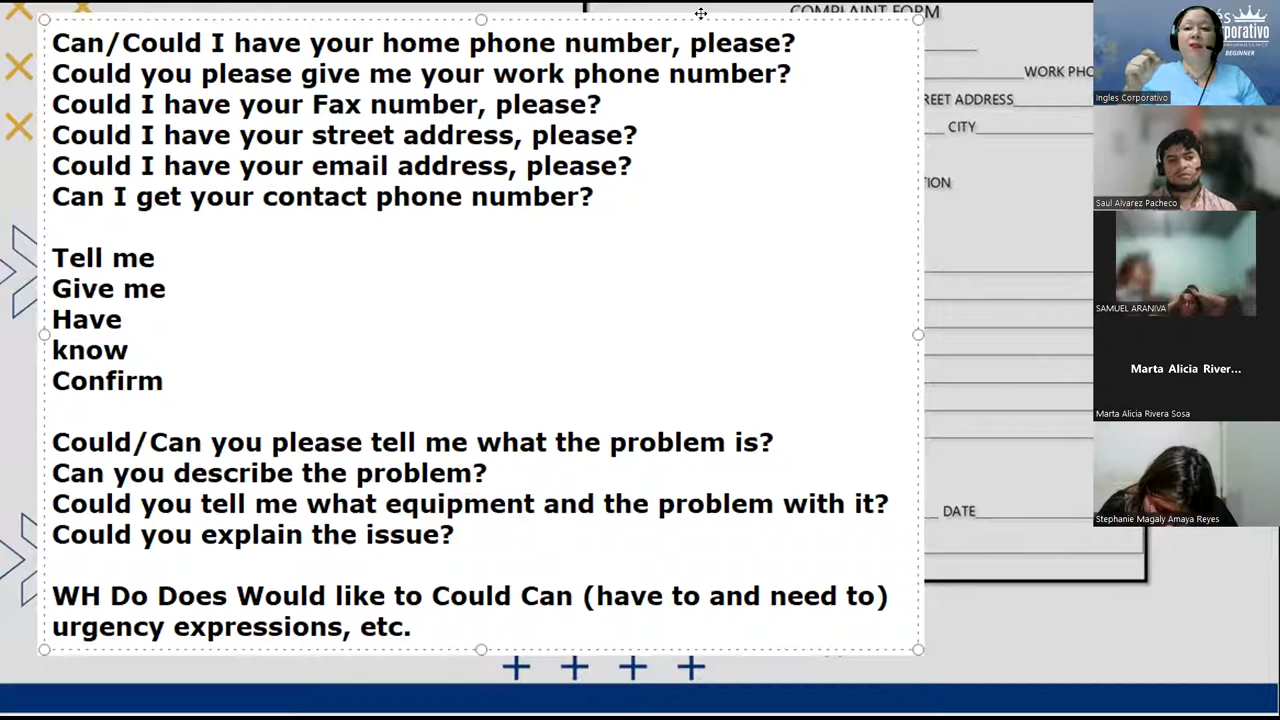 COMPLAINT FORM
Can/Could I have your home phone number, please?
Could you please give me your work phone number?
Could I have your Fax number, please?
Could I have your street address, please?
Could I have your email address, please?
Can I get your contact phone number?
Tell me
Give me
Have
know
Confirm
Could/Can you please tell me what the problem is?
Can you describe the problem?
Could you tell me what equipment and the problem with it?
Could you explain the issue?
WH Do Does Would like to Could Can (have to and need to)
urgency expressions, etc.
WORK PHO
REET ADDRESS
CITY
TION
DATE
és
rporativo
BEGINNER
Ingles Corporativo
Saul Alvarez Pacheco
SAMUEL ARANIVA
Marta Alicia River...
Marta Alicia Rivera Sosa
Stephanie Magaly Amaya Reyes